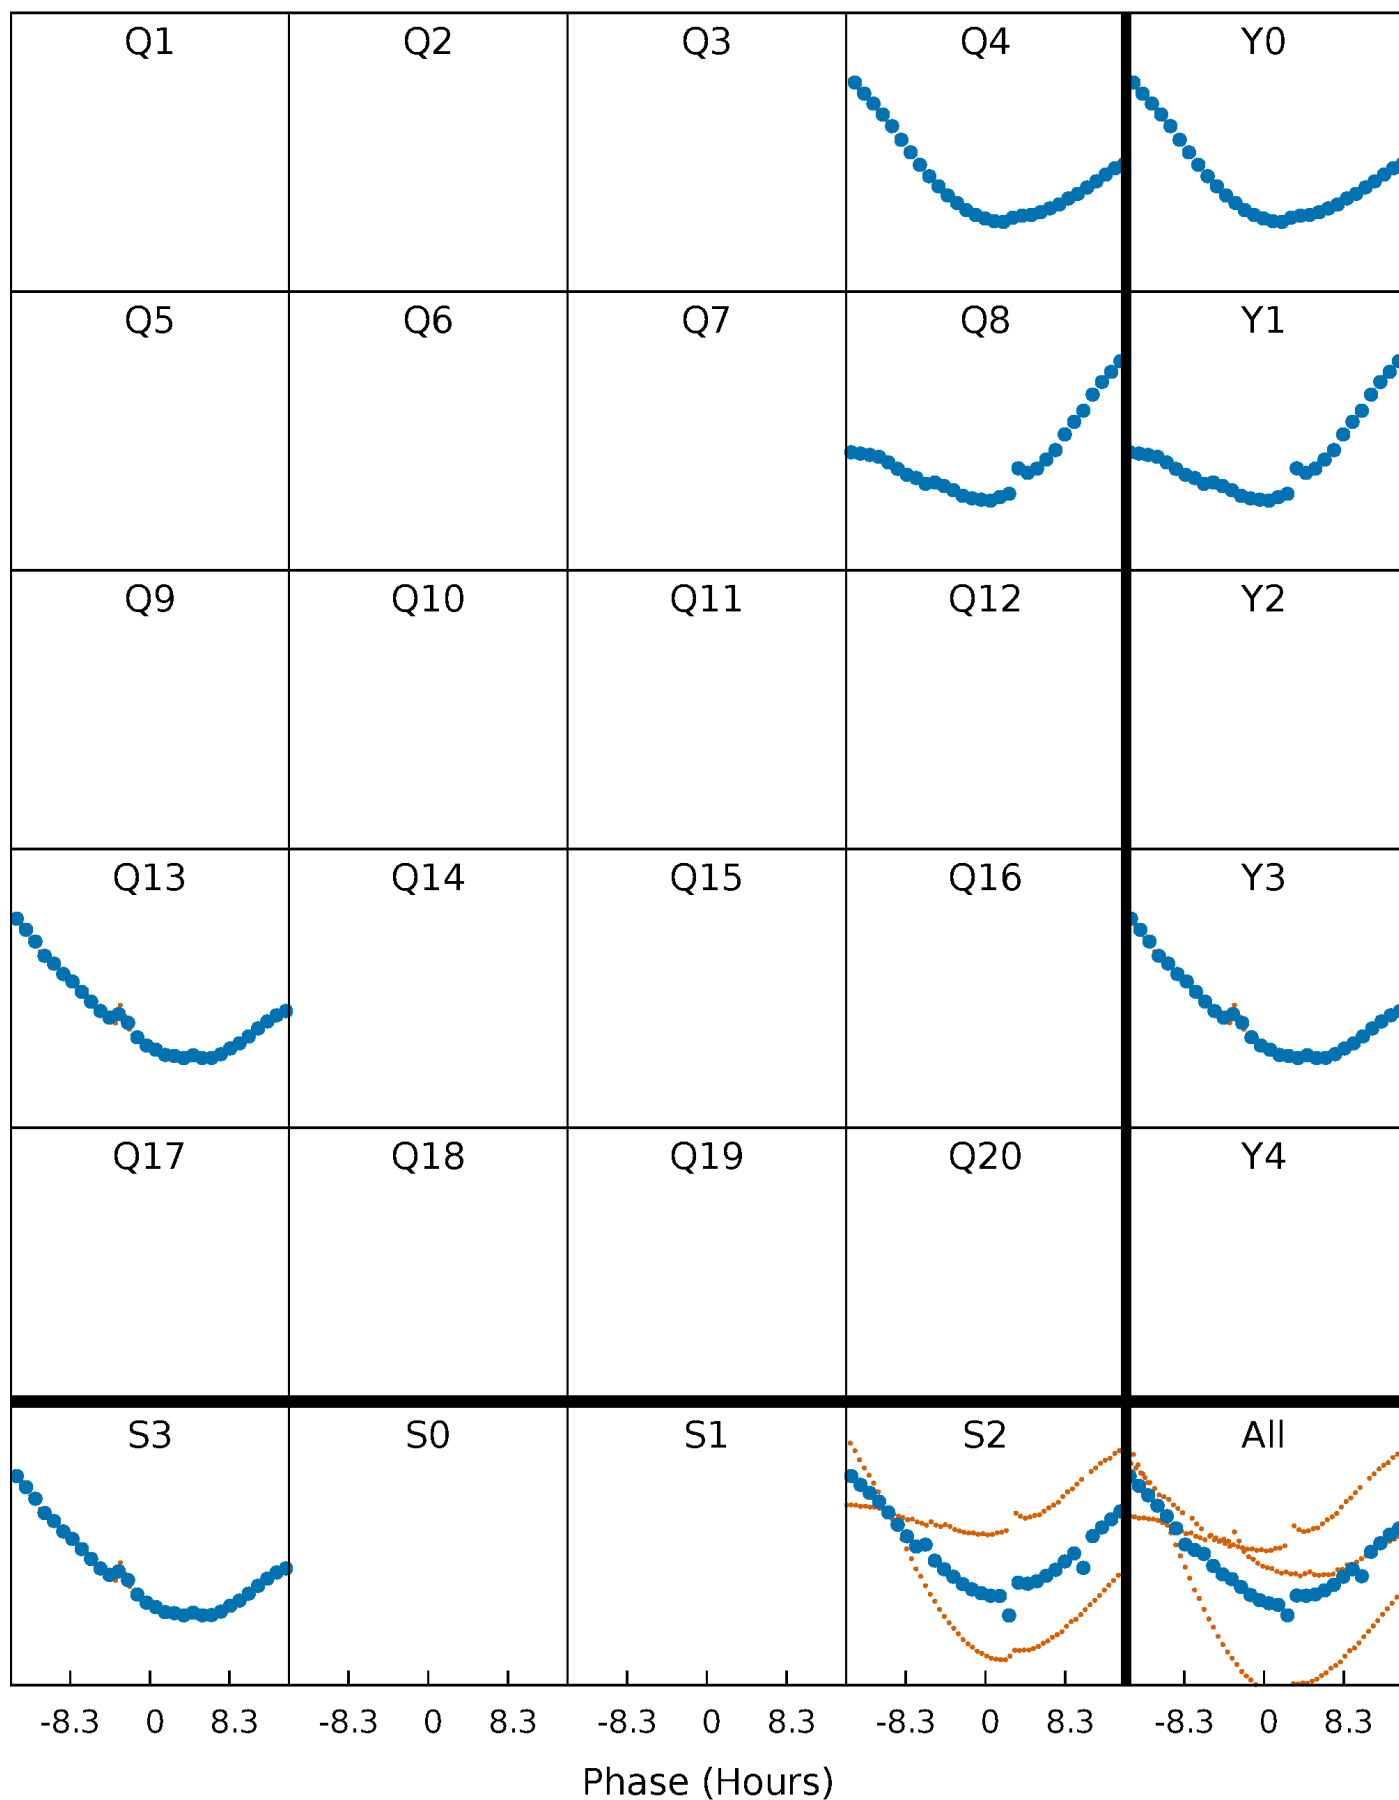 Q1 Q2 Q3 Q4 Y0
Q5 Q6 Q7 Q8 Y1
Q9 Q10 Q11 Q12 Y2
Q13 Q14 Q15 Q16 Y3
Q17 Q18 Q19 Q20 Y4
S3 S0 S1 S2 All
-8.3 0 8.3 -8.3 0 8.3 -8.3 0 8.3 -8.3 0 8.3 -8.3 0 8.3
Phase (Hours)